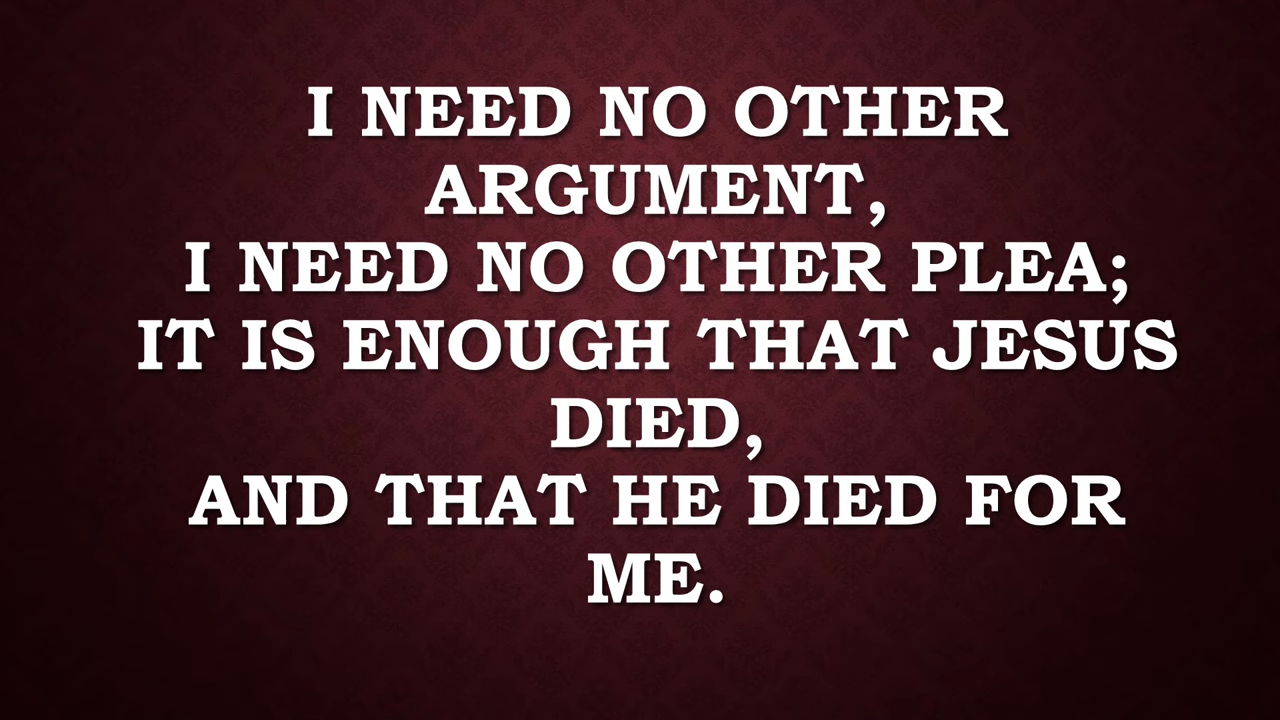 I NEED NO OTHER
ARGUMENT,
I NEED NO OTHER PLEA;
IT IS ENOUGH THAT JESUS
DIED,
AND THAT HE DIED FOR
ME.